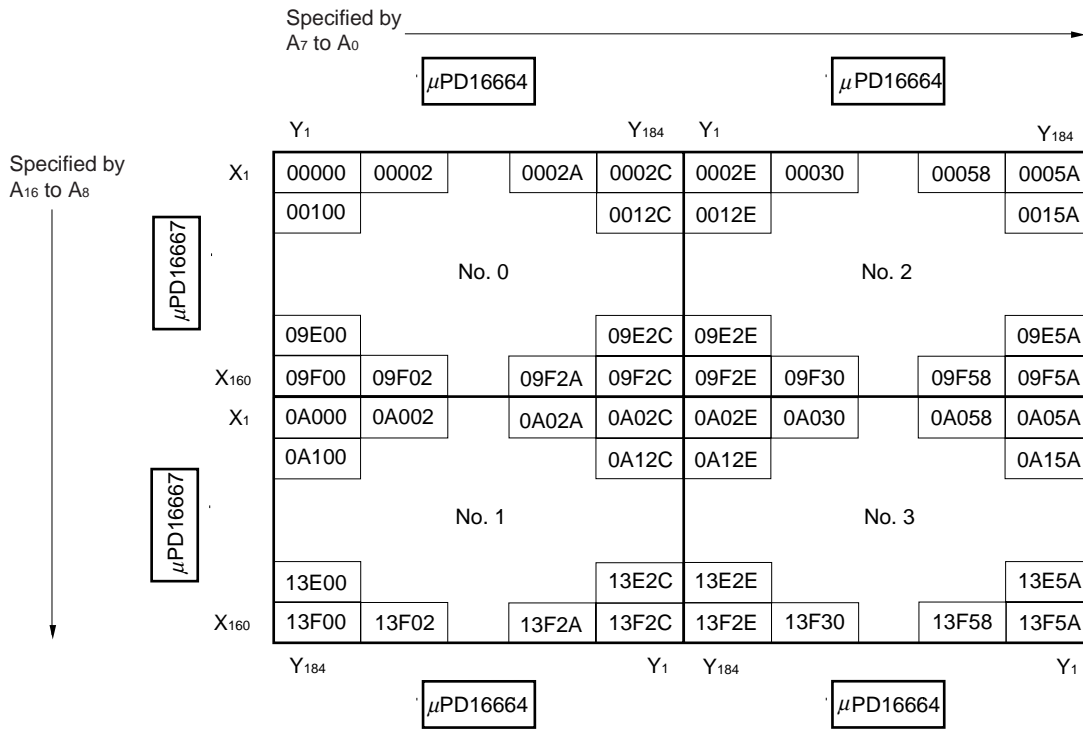 Specified by
A7 to A0
μPD16664 μPD16664
Y1 Y184 Y1 Y184
Specified by
A16 to A8
X1 00000 00002 0002A 0002C 0002E 00030 00058 0005A
00100 0012C 0012E 0015A
μPD16667
No. 0 No. 2
09E00 09E2C 09E2E 09E5A
X160 09F00 09F02 09F2A 09F2C 09F2E 09F30 09F58 09F5A
X1 0A000 0A002 0A02A 0A02C 0A02E 0A030 0A058 0A05A
0A100 0A12C 0A12E 0A15A
μPD16667
No. 1 No. 3
13E00 13E2C 13E2E 13E5A
X160 13F00 13F02 13F2A 13F2C 13F2E 13F30 13F58 13F5A
Y184 Y1 Y184 Y1
μPD16664 μPD16664